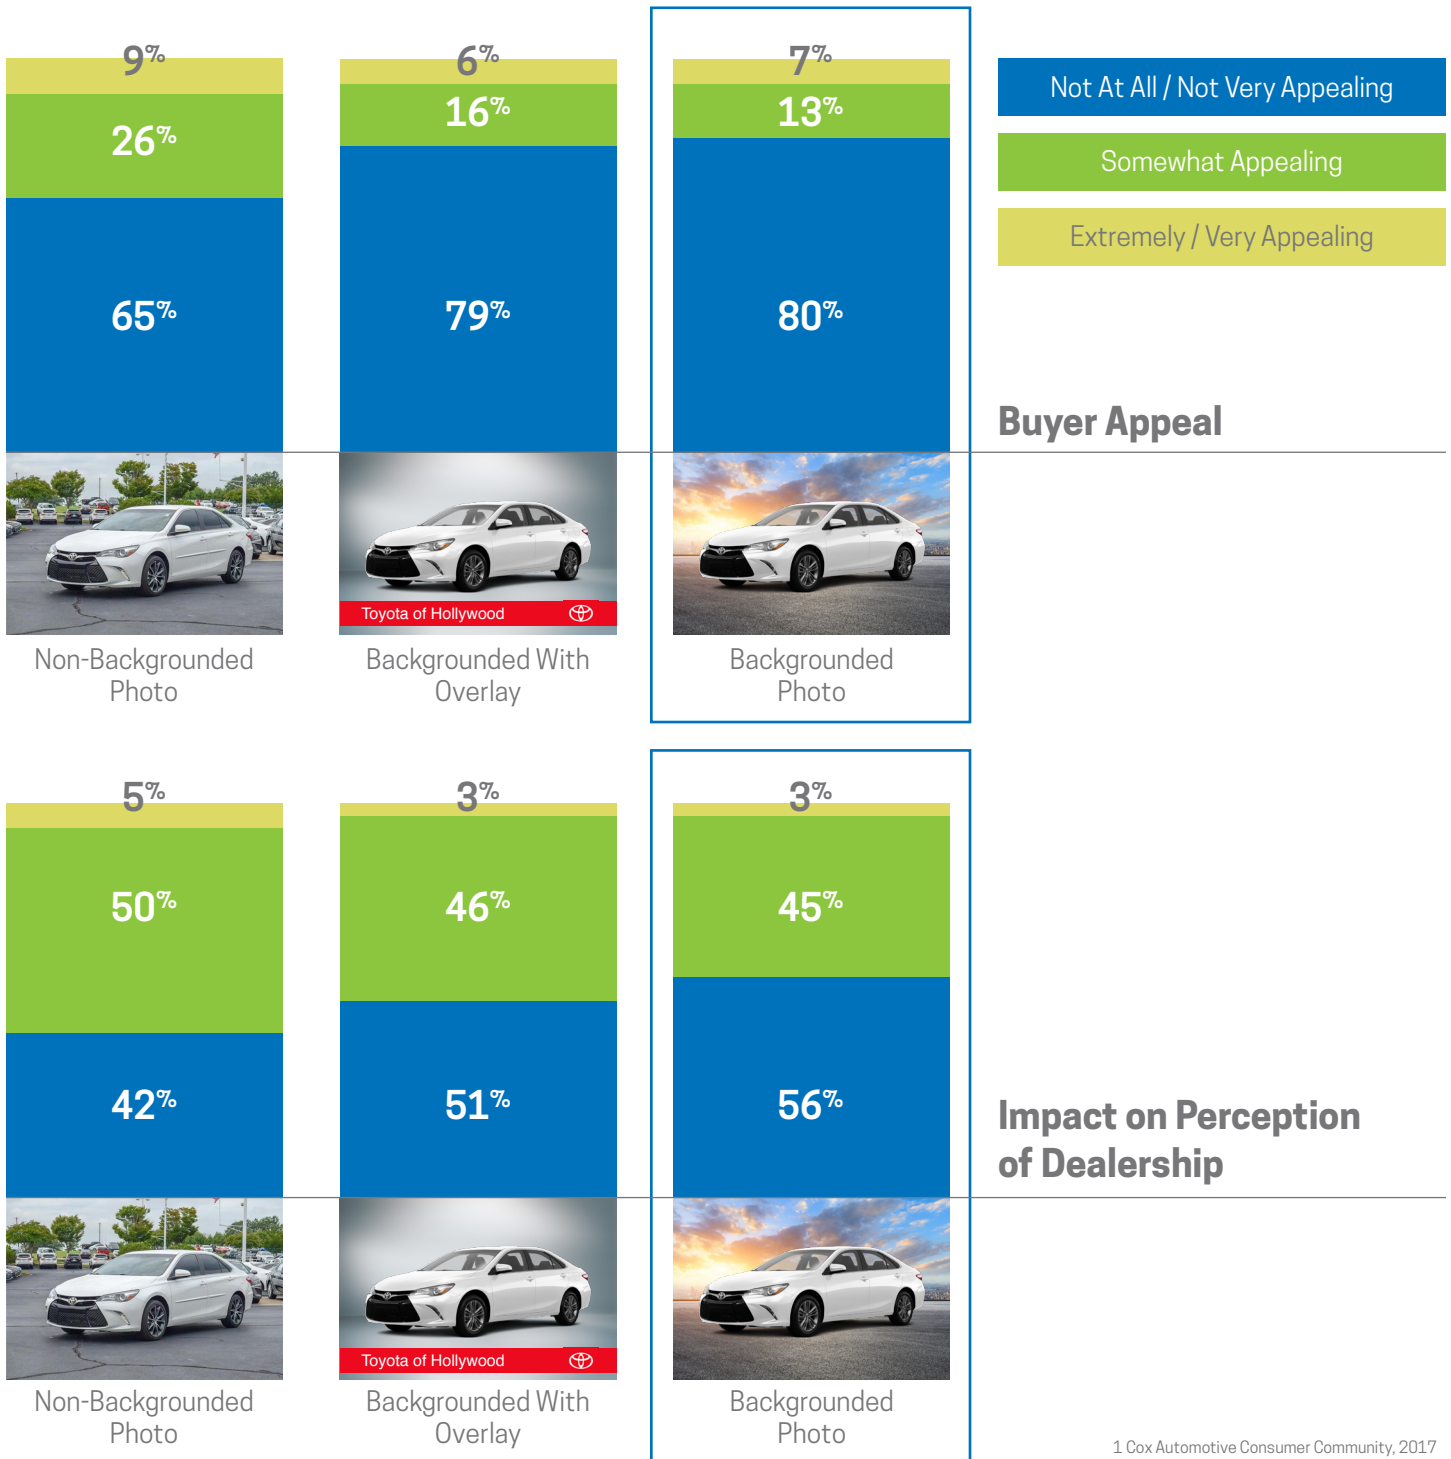 9%
6%
7%
26%
16%
13%
65%
79%
80%
Not At All / Not Very Appealing
Somewhat Appealing
Extremely / Very Appealing
Buyer Appeal
Toyota of Hollywood
Non-Backgrounded
Photo
Backgrounded With
Overlay
Backgrounded
Photo
5%
3%
3%
50%
46%
45%
42%
51%
56%
Impact on Perception
of Dealership
Toyota of Hollywood
Non-Backgrounded
Photo
Backgrounded With
Overlay
Backgrounded
Photo
1 Cox Automotive Consumer Community, 2017